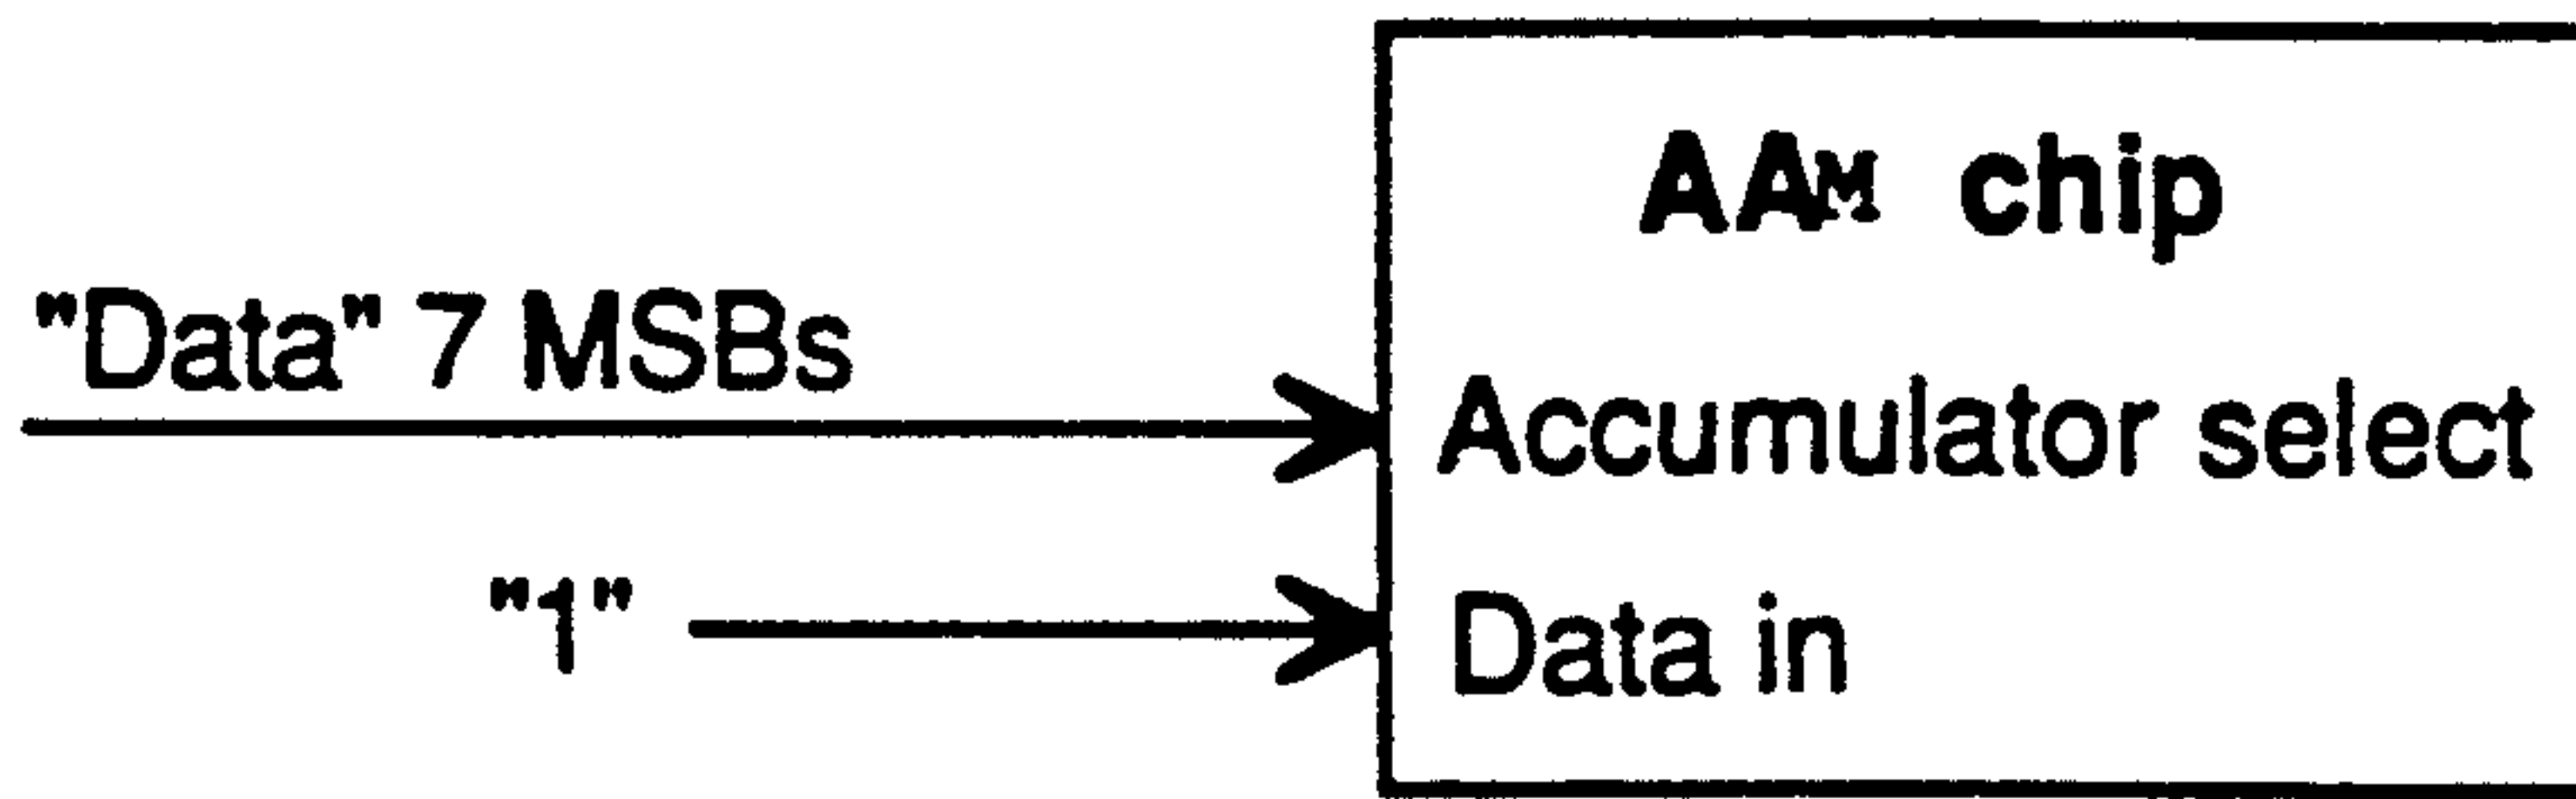 AAM chip
"Data" 7 MSBs
Accumulator select
"1"
Data in